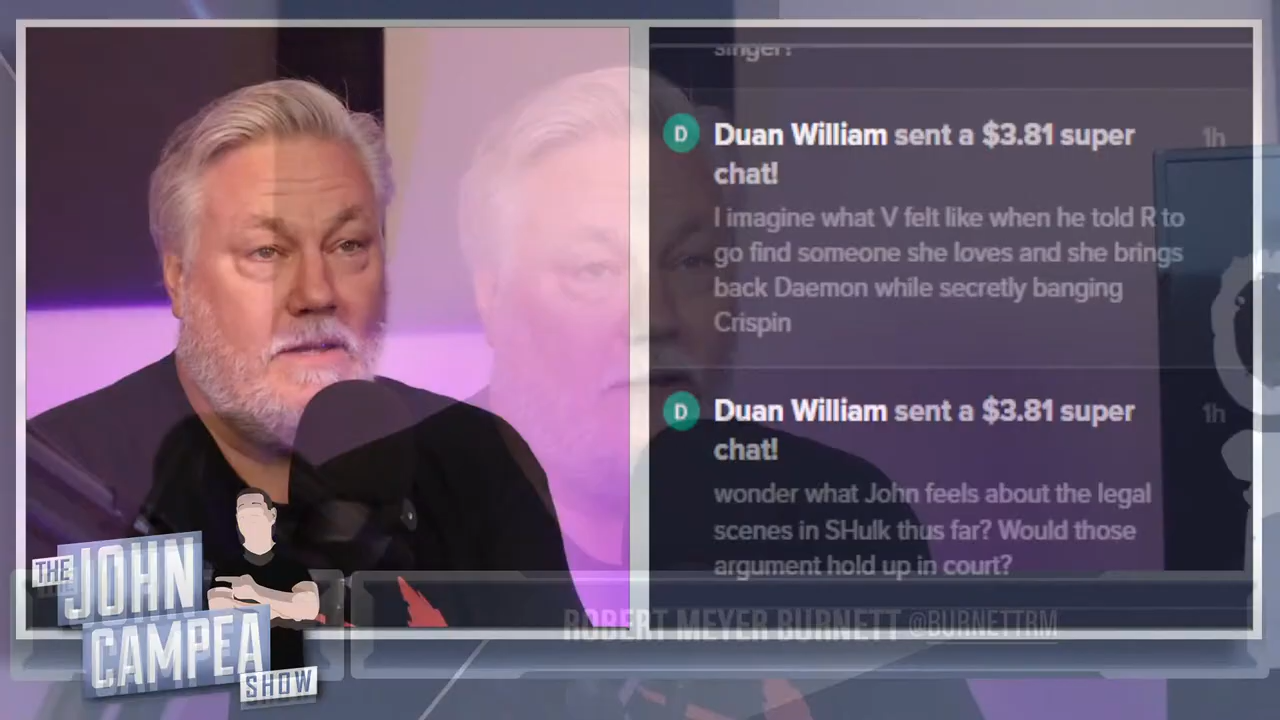 singer?
Duan William sent a $3.81 super
1h
chat!
I imagine what V felt like when he told R to
go find someone she loves and she brings
back Daemon while secretly banging
Crispin
Duan William sent a $3.81 super
1h
chat!
wonder what John feels about the legal
scenes in SHulk thus far? Would those
argument hold up in court?
D
D
THE
JOHN
CAMPEA
SHOW
ROBERT MEYER BURNETT @BURNETTRM